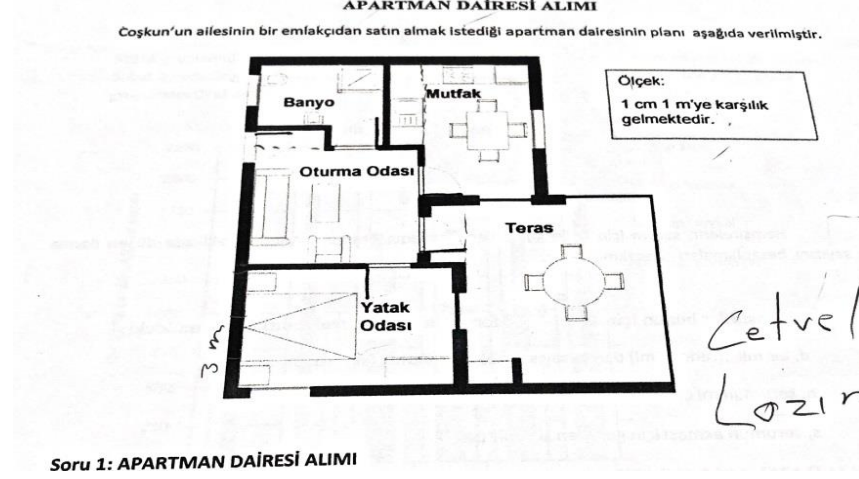 APARTMAN DAİRESİ ALIMI
Coşkun'un ailesinin bir emlakçıdan satın almak istediği apartman dairesinin planı aşağıda verilmiştir.
Ölçek:
1 cm 1 m'ye karşılık
gelmektedir.
Banyo
Mutfak
Oturma Odası
Teras
Yatak
Odası
3 m
Cetvel
Soru 1: APARTMAN DAİRESİ ALIMI